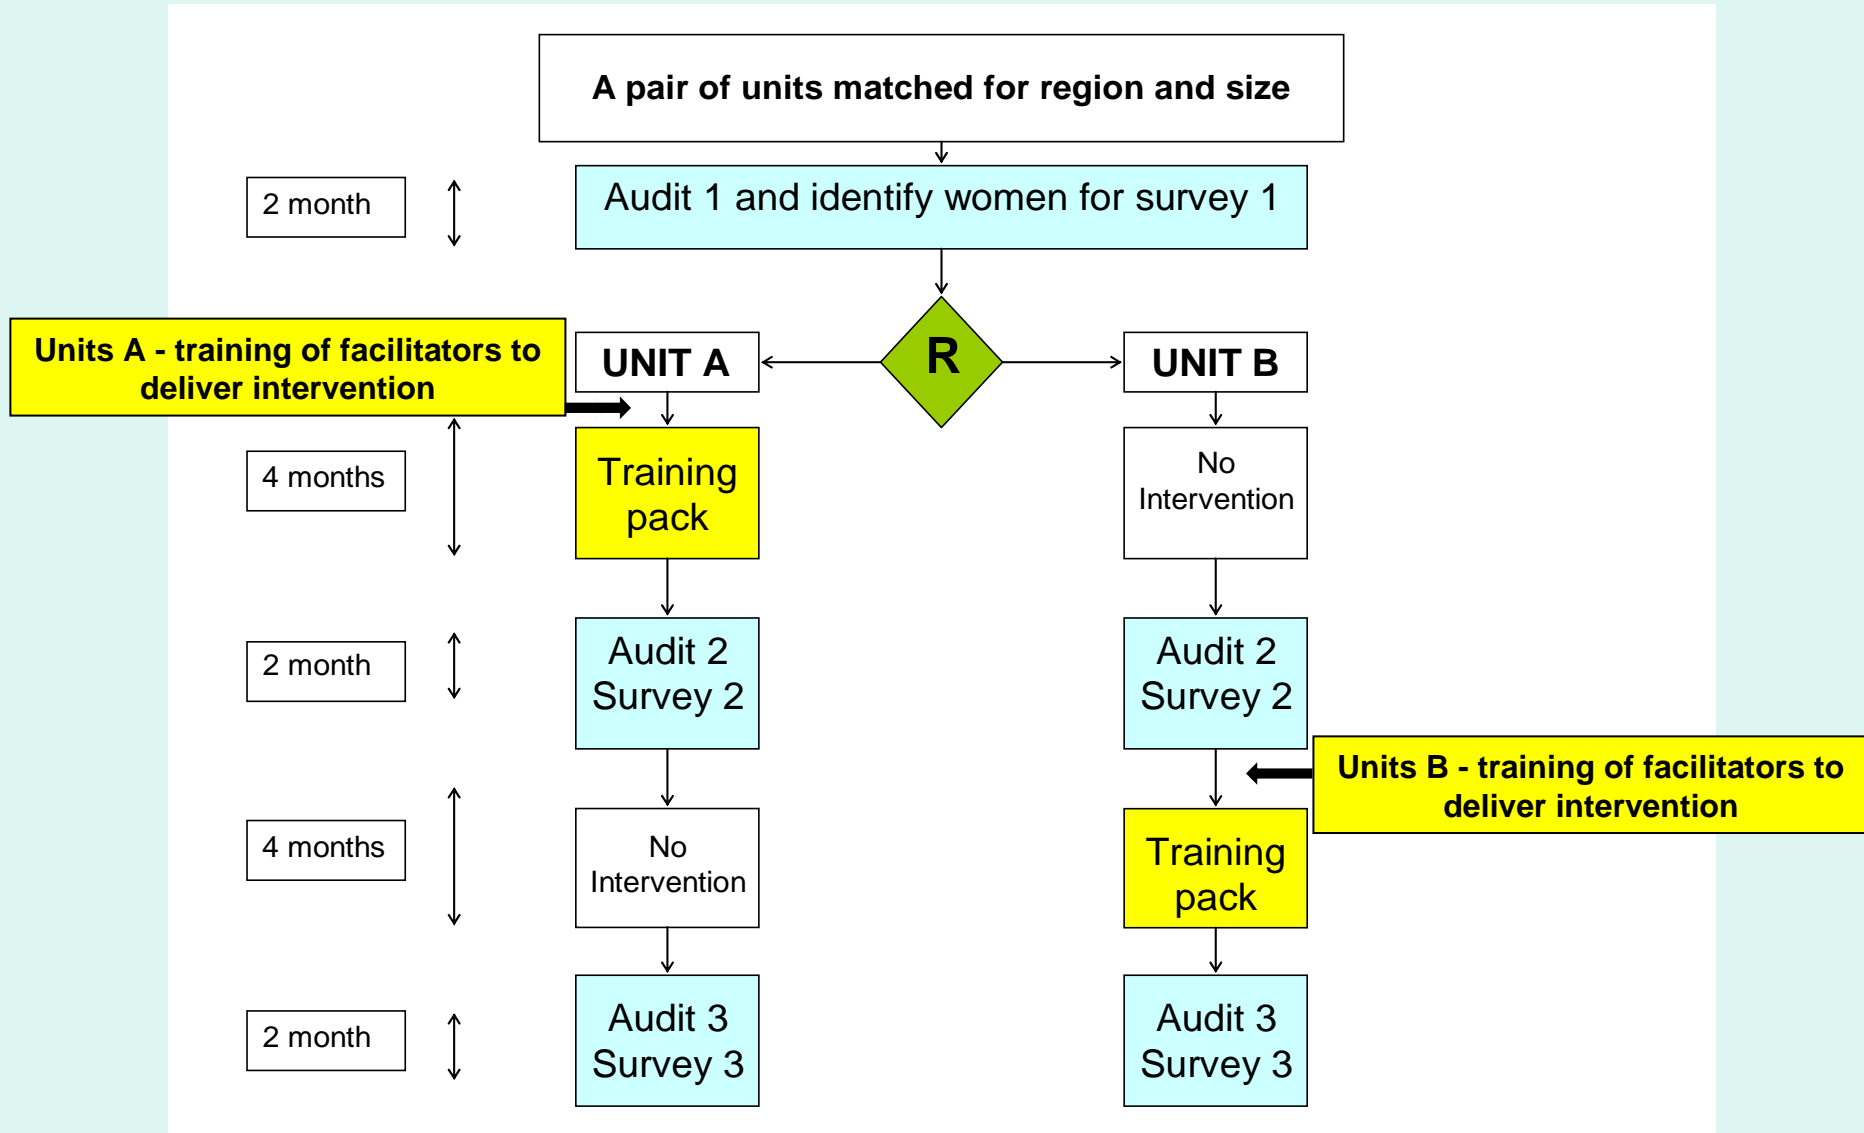 A pair of units matched for region and size
2 month
Audit 1 and identify women for survey 1
Units A - training of facilitators to
deliver intervention
UNIT A
R
UNIT B
4 months
Training
pack
No
Intervention
2 month
Audit 2
Survey 2
Audit 2
Survey 2
Units B - training of facilitators to
deliver intervention
4 months
No
Intervention
Training
pack
2 month
Audit 3
Survey 3
Audit 3
Survey 3